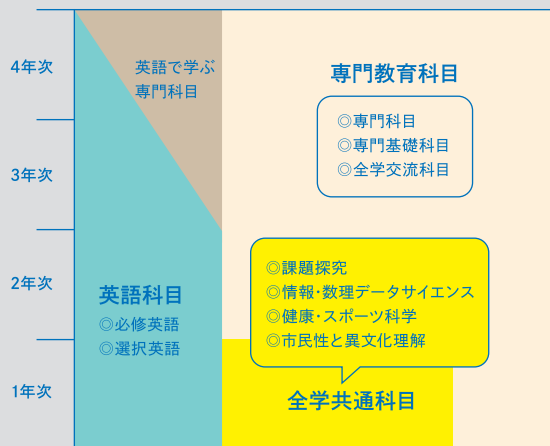 4年次
3年次
2年次
1年次
英語で学ぶ
専門科目
英語科目
◎必修英語
◎選択英語
専門教育科目
◎専門科目
◎専門基礎科目
◎全学交流科目
◎課題探究
◎情報・数理データサイエンス
◎健康・スポーツ科学
◎市民性と異文化理解
全学共通科目